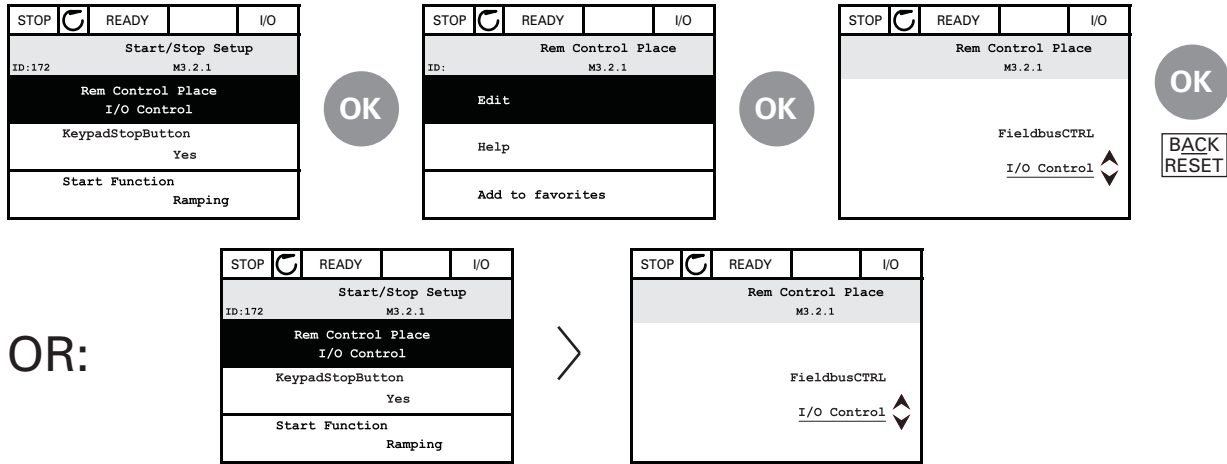 STOP READY I/O
Start/Stop Setup
ID:172 M3.2.1
Rem Control Place
I/O Control
KeypadStopButton
Yes
Start Function
Ramping
OK
STOP READY I/O
Rem Control Place
ID: M3.2.1
Edit
Help
Add to favorites
OK
STOP READY I/O
Rem Control Place
M3.2.1
FieldbusCTRL
I/O Control
OK
BACK
RESET
OR:
STOP READY I/O
Start/Stop Setup
ID:172 M3.2.1
Rem Control Place
I/O Control
KeypadStopButton
Yes
Start Function
Ramping
STOP READY I/O
Rem Control Place
M3.2.1
FieldbusCTRL
I/O Control